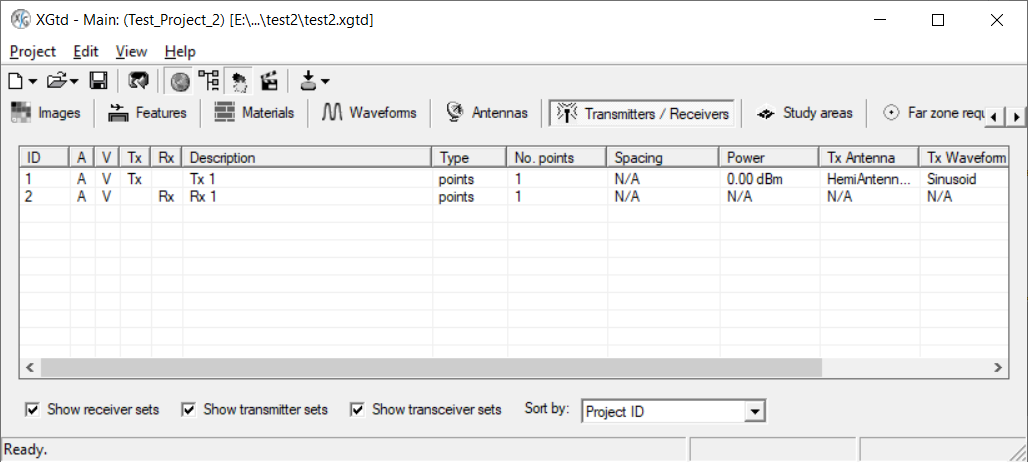 XGtd - Main: (Test_Project_2) [E:\...\test2\test2.xgtd]
Project Edit View Help
Images Features Materials Waveforms Antennas Transmitters / Receivers Study areas Far zone requ
ID A V Tx Rx Description Type No. points Spacing Power Tx Antenna Tx Waveform
1 A V Tx Tx 1 points 1 N/A 0.00 dBm HemiAntenn... Sinusoid
2 A V Rx Rx 1 points 1 N/A N/A N/A N/A
Show receiver sets Show transmitter sets Show transceiver sets Sort by: Project ID
Ready.